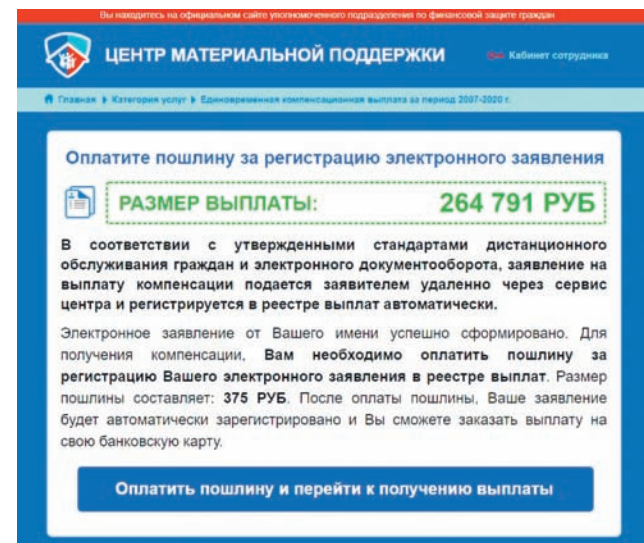 Вы находитесь на официальном сайте уполномоченного подразделения по финансовой защите граждан
ЦЕНТР МАТЕРИАЛЬНОЙ ПОДДЕРЖКИ
Кабинет сотрудника
Главная Категория услуг Единовременная компенсационная выплата за период 2007-2020 г.
Оплатите пошлину за регистрацию электронного заявления
РАЗМЕР ВЫПЛАТЫ: 264 791 РУБ
В соответствии с утвержденными стандартами дистанционного
обслуживания граждан и электронного документооборота, заявление на
выплату компенсации подается заявителем удаленно через сервис
центра и регистрируется в реестре выплат автоматически.
Электронное заявление от Вашего имени успешно сформировано. Для
получения компенсации, Вам необходимо оплатить пошлину за
регистрацию Вашего электронного заявления в реестре выплат. Размер
пошлины составляет: 375 РУБ. После оплаты пошлины, Ваше заявление
будет автоматически зарегистрировано и Вы сможете заказать выплату на
свою банковскую карту.
Оплатить пошлину и перейти к получению выплаты